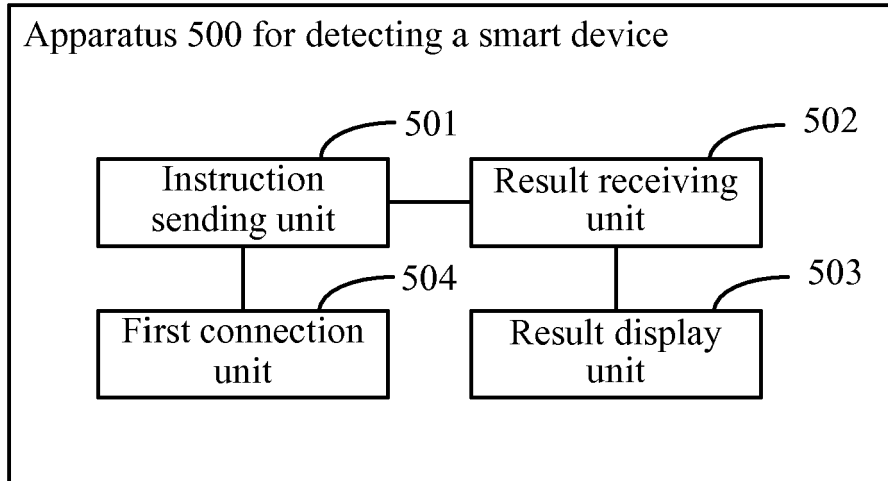 Apparatus 500 for detecting a smart device
501
502
Instruction
sending unit
Result receiving
unit
504
503
First connection
unit
Result display
unit